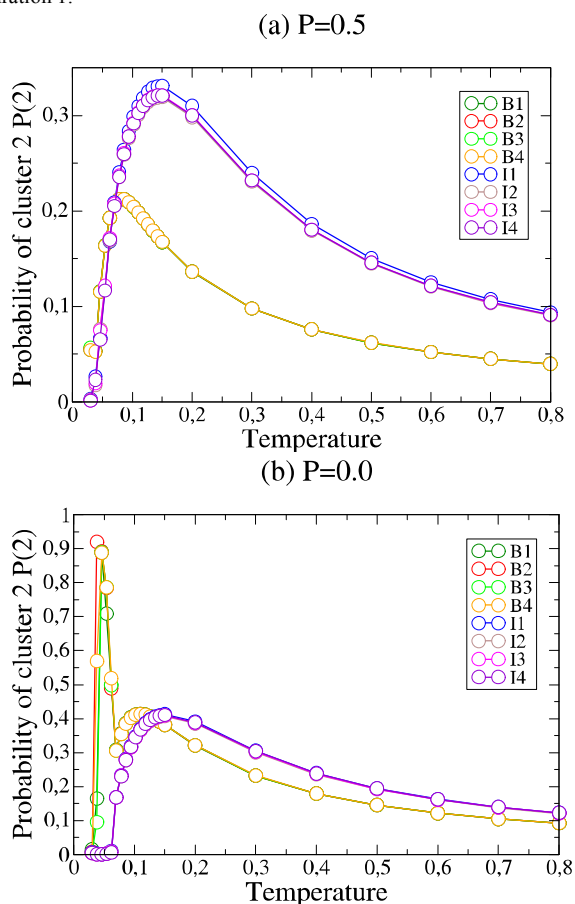 (a) P=0.5
Probability of cluster 2 P(2)
0,3
0,2
0,1
0
B1
B2
B3
B4
I1
I2
I3
I4
0 0,1 0,2 0,3 0,4 0,5 0,6 0,7 0,8
Temperature
(b) P=0.0
Probability of cluster 2 P(2)
1
0,9
0,8
0,7
0,6
0,5
0,4
0,3
0,2
0,1
0
B1
B2
B3
B4
I1
I2
I3
I4
0 0,1 0,2 0,3 0,4 0,5 0,6 0,7 0,8
Temperature